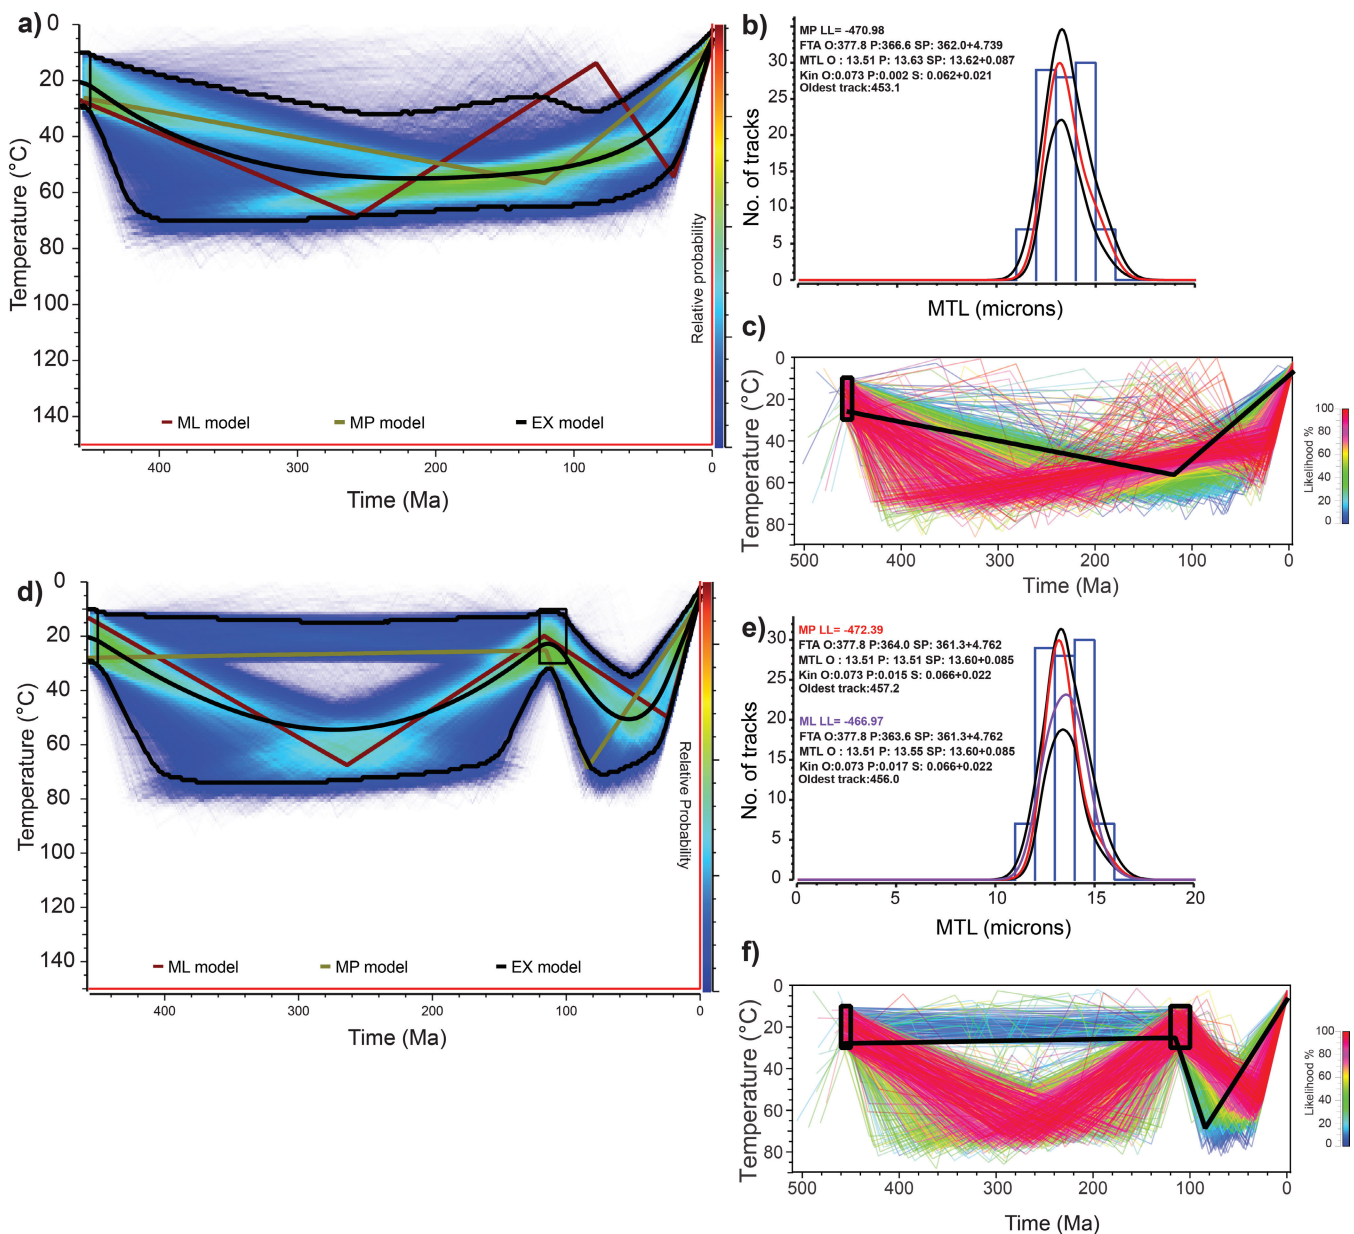 a)
0
20
40
60
80
100
120
140
Temperature (°C)
ML model
MP model
EX model
400
300
200
100
0
Time (Ma)
Relative probability
b)
MP LL= -470.98
FTA O:377.8 P:366.6 SP: 362.0+4.739
MTL O : 13.51 P: 13.63 SP: 13.62+0.087
Kin O:0.073 P:0.002 S: 0.062+0.021
Oldest track:453.1
30
25
20
15
10
5
0
No. of tracks
MTL (microns)
c)
0
20
40
60
80
Temperature (°C)
500
400
300
200
100
0
Time (Ma)
Likelihood %
100
80
60
40
20
0
d)
0
20
40
60
80
100
120
140
Temperature (°C)
ML model
MP model
EX model
400
300
200
100
0
Time (Ma)
Relative Probability
e)
MP LL= -472.39
FTA O:377.8 P:364.0 SP: 361.3+4.762
MTL O : 13.51 P: 13.51 SP: 13.60+0.085
Kin O:0.073 P:0.015 S: 0.066+0.022
Oldest track:457.2
ML LL= -466.97
FTA O:377.8 P:363.6 SP: 361.3+4.762
MTL O : 13.51 P: 13.55 SP: 13.60+0.085
Kin O:0.073 P:0.017 S: 0.066+0.022
Oldest track:456.0
30
25
20
15
10
5
0
No. of tracks
0
5
10
15
20
MTL (microns)
f)
0
20
40
60
80
Temperature (°C)
500
400
300
200
100
0
Time (Ma)
Likelihood %
100
80
60
40
20
0